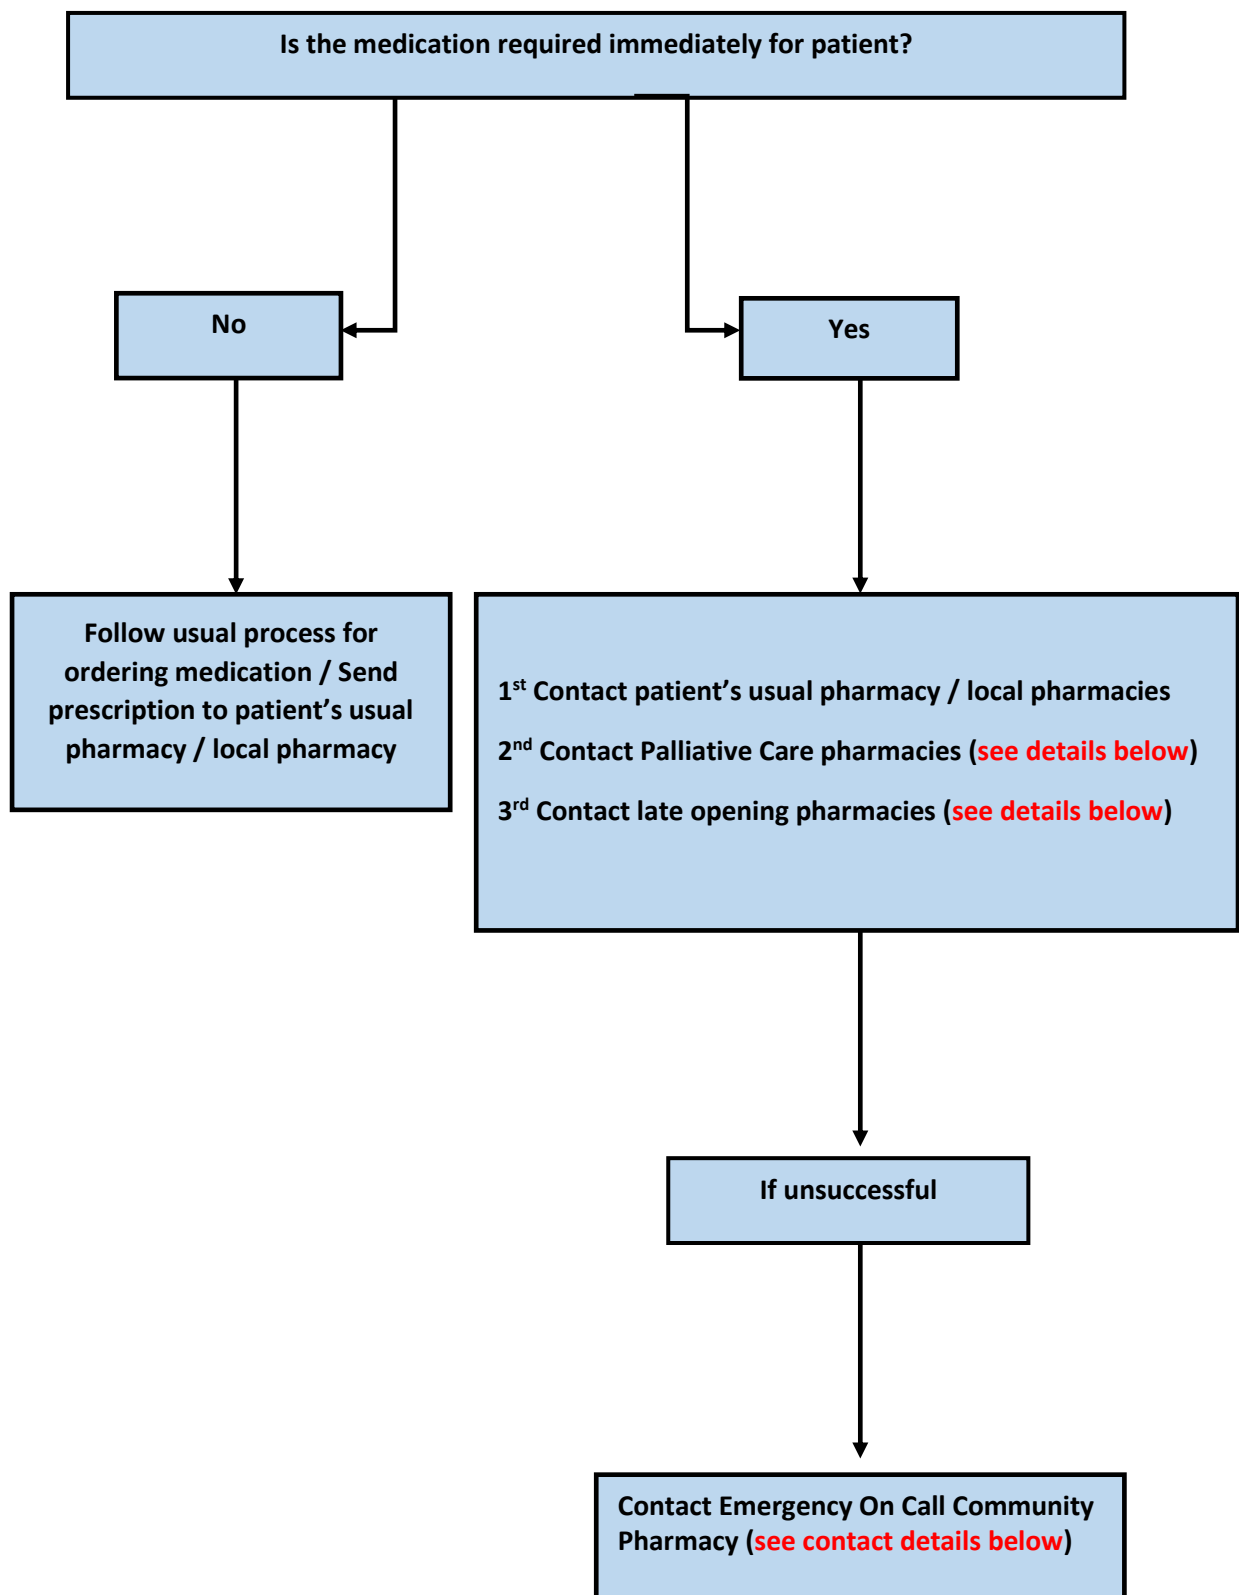 Is the medication required immediately for patient?
No
Yes
Follow usual process for
ordering medication / Send
prescription to patient’s usual
pharmacy / local pharmacy
1st Contact patient’s usual pharmacy / local pharmacies
2nd Contact Palliative Care pharmacies (see details below)
3rd Contact late opening pharmacies (see details below)
If unsuccessful
Contact Emergency On Call Community
Pharmacy (see contact details below)